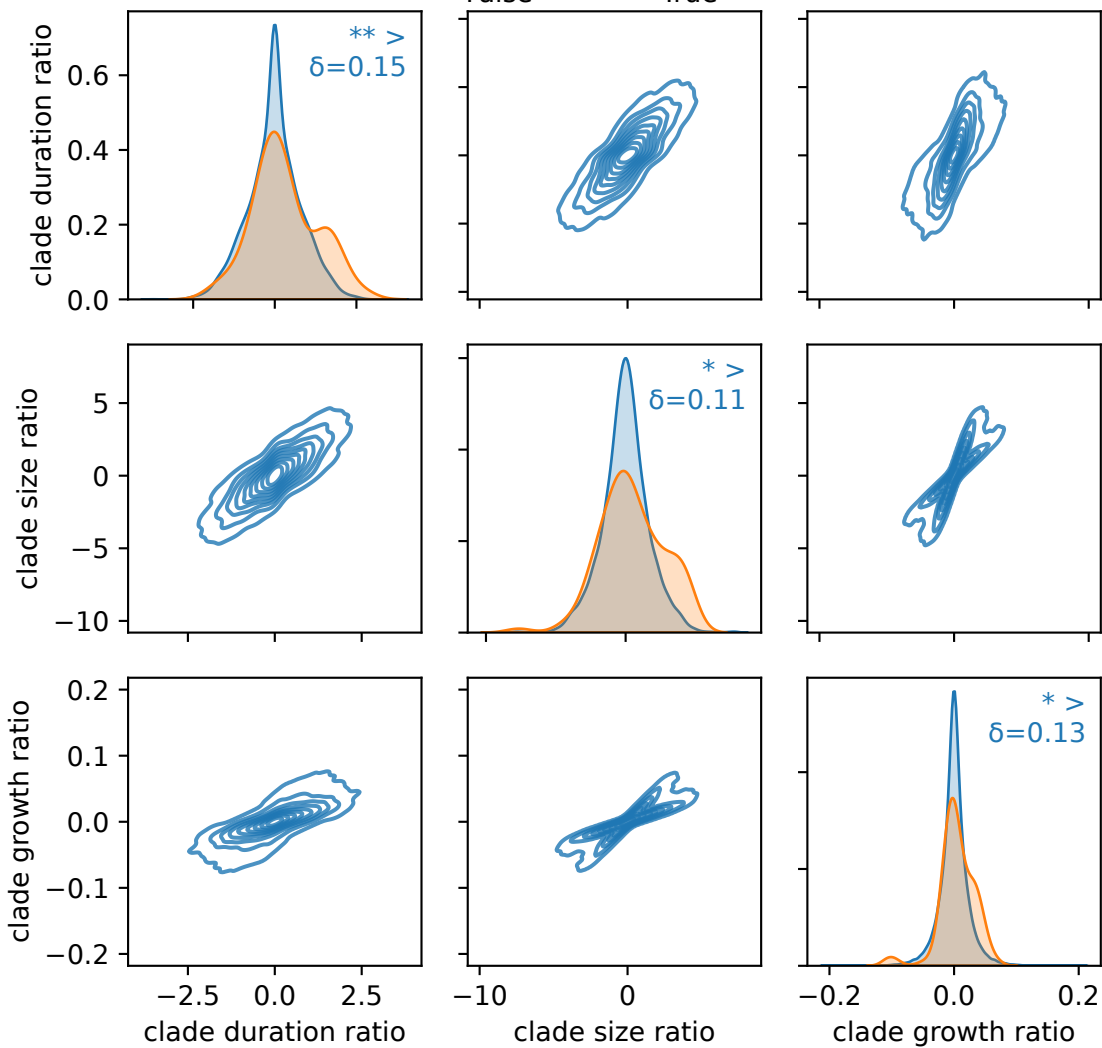 False True
clade duration ratio
0.6
0.4
0.2
0.0
** >
δ=0.15
clade size ratio
5
0
−5
−10
* >
δ=0.11
clade growth ratio
0.2
0.1
0.0
−0.1
−0.2
* >
δ=0.13
−2.5 0.0 2.5
−10 0
−0.2 0.0 0.2
clade duration ratio
clade size ratio
clade growth ratio